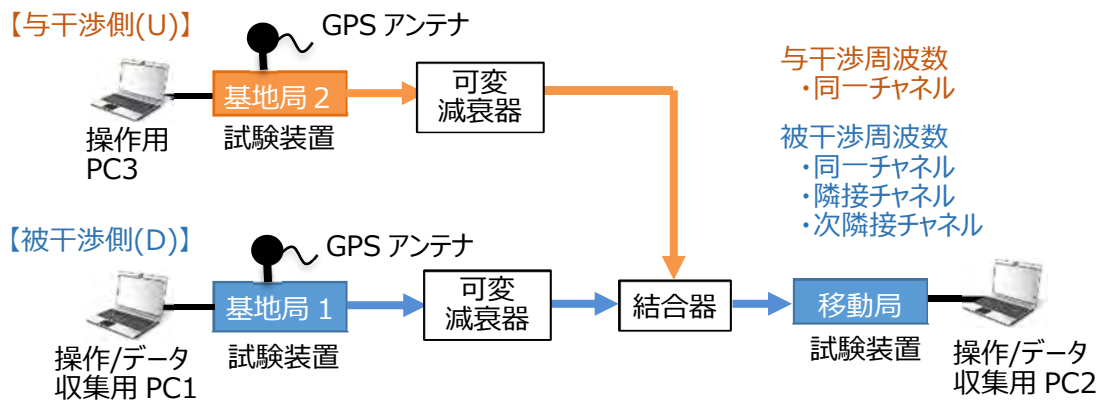 【与干渉側(U)】
GPS アンテナ
基地局 2
試験装置
操作用
PC3
可変
減衰器
与干渉周波数
・同一チャネル
被干渉周波数
・同一チャネル
・隣接チャネル
・次隣接チャネル
【被干渉側(D)】
GPS アンテナ
基地局 1
試験装置
操作/データ
収集用 PC1
可変
減衰器
結合器
移動局
試験装置
操作/データ
収集用 PC2